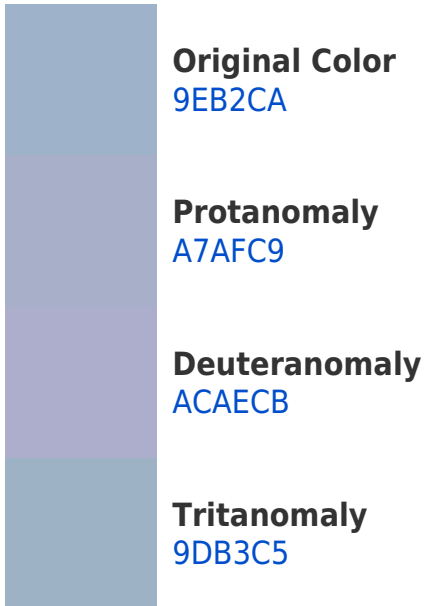 Original Color
9EB2CA
Protanomaly
A7AFC9
Deuteranomaly
ACAECB
Tritanomaly
9DB3C5